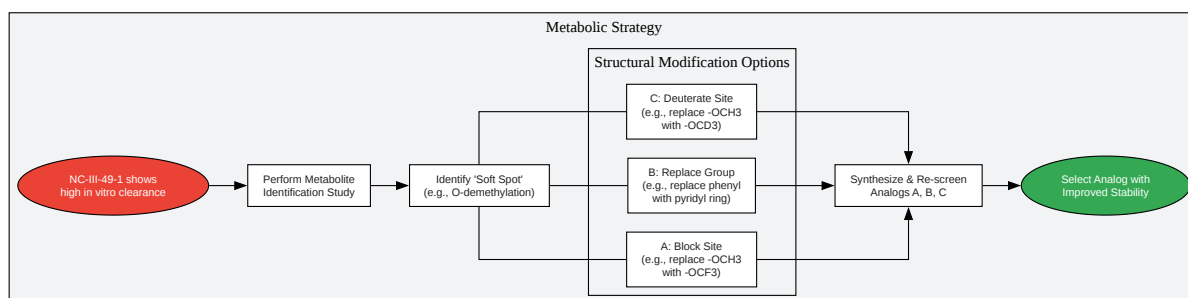 Metabolic Strategy
Structural Modification Options
NC-III-49-1 shows
high in vitro clearance
Perform Metabolite
Identification Study
Identify 'Soft Spot'
(e.g., O-demethylation)
C: Deuterate Site
(e.g., replace -OCH3
with -OCD3)
B: Replace Group
(e.g., replace phenyl
with pyridyl ring)
A: Block Site
(e.g., replace -OCH3
with -OCF3)
Synthesize & Re-screen
Analogs A, B, C
Select Analog with
Improved Stability